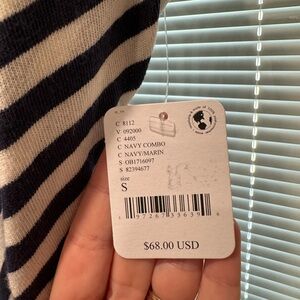 C 8112
V 092000
C 4405
C NAVY COMBO
C NAVY/MARIN
S OB1716097
S 82394677
size
S
$68.00 USD